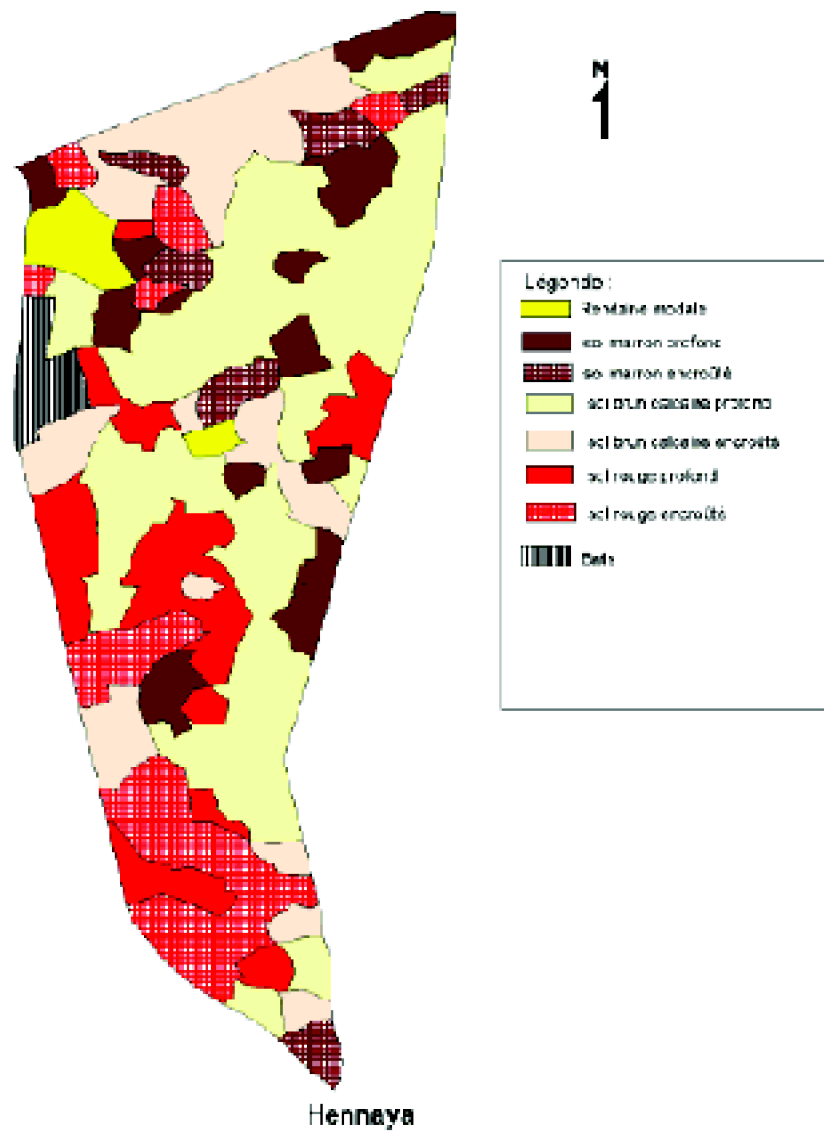 N
Légende :
Rendzine modale
sol marron profond
sol marron encroûté
sol brun calcaire profond
sol brun calcaire encroûté
sol rouge profond
sol rouge encroûté
Hennaya